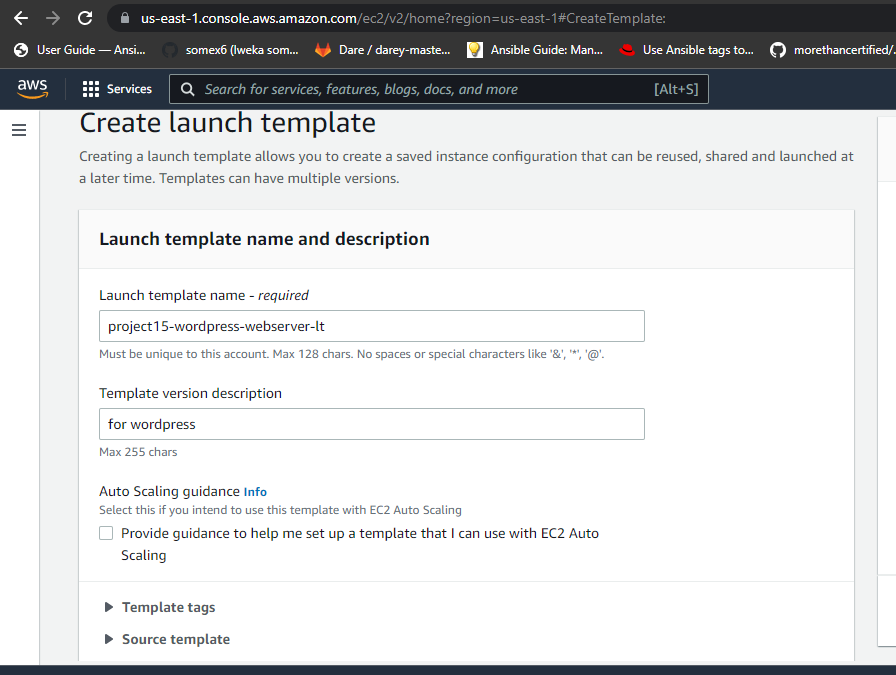 us-east-1.console.aws.amazon.com/ec2/v2/home?region=us-east-1#CreateTemplate:
User Guide — Ansi... somex6 (Iweka som... Dare / darey-maste... Ansible Guide: Man... Use Ansible tags to... morethancertified/...
aws Services Search for services, features, blogs, docs, and more [Alt+S]
Create launch template
Creating a launch template allows you to create a saved instance configuration that can be reused, shared and launched at
a later time. Templates can have multiple versions.
Launch template name and description
Launch template name - required
project15-wordpress-webserver-lt
Must be unique to this account. Max 128 chars. No spaces or special characters like '&', '*', '@'.
Template version description
for wordpress
Max 255 chars
Auto Scaling guidance Info
Select this if you intend to use this template with EC2 Auto Scaling
Provide guidance to help me set up a template that I can use with EC2 Auto
Scaling
Template tags
Source template